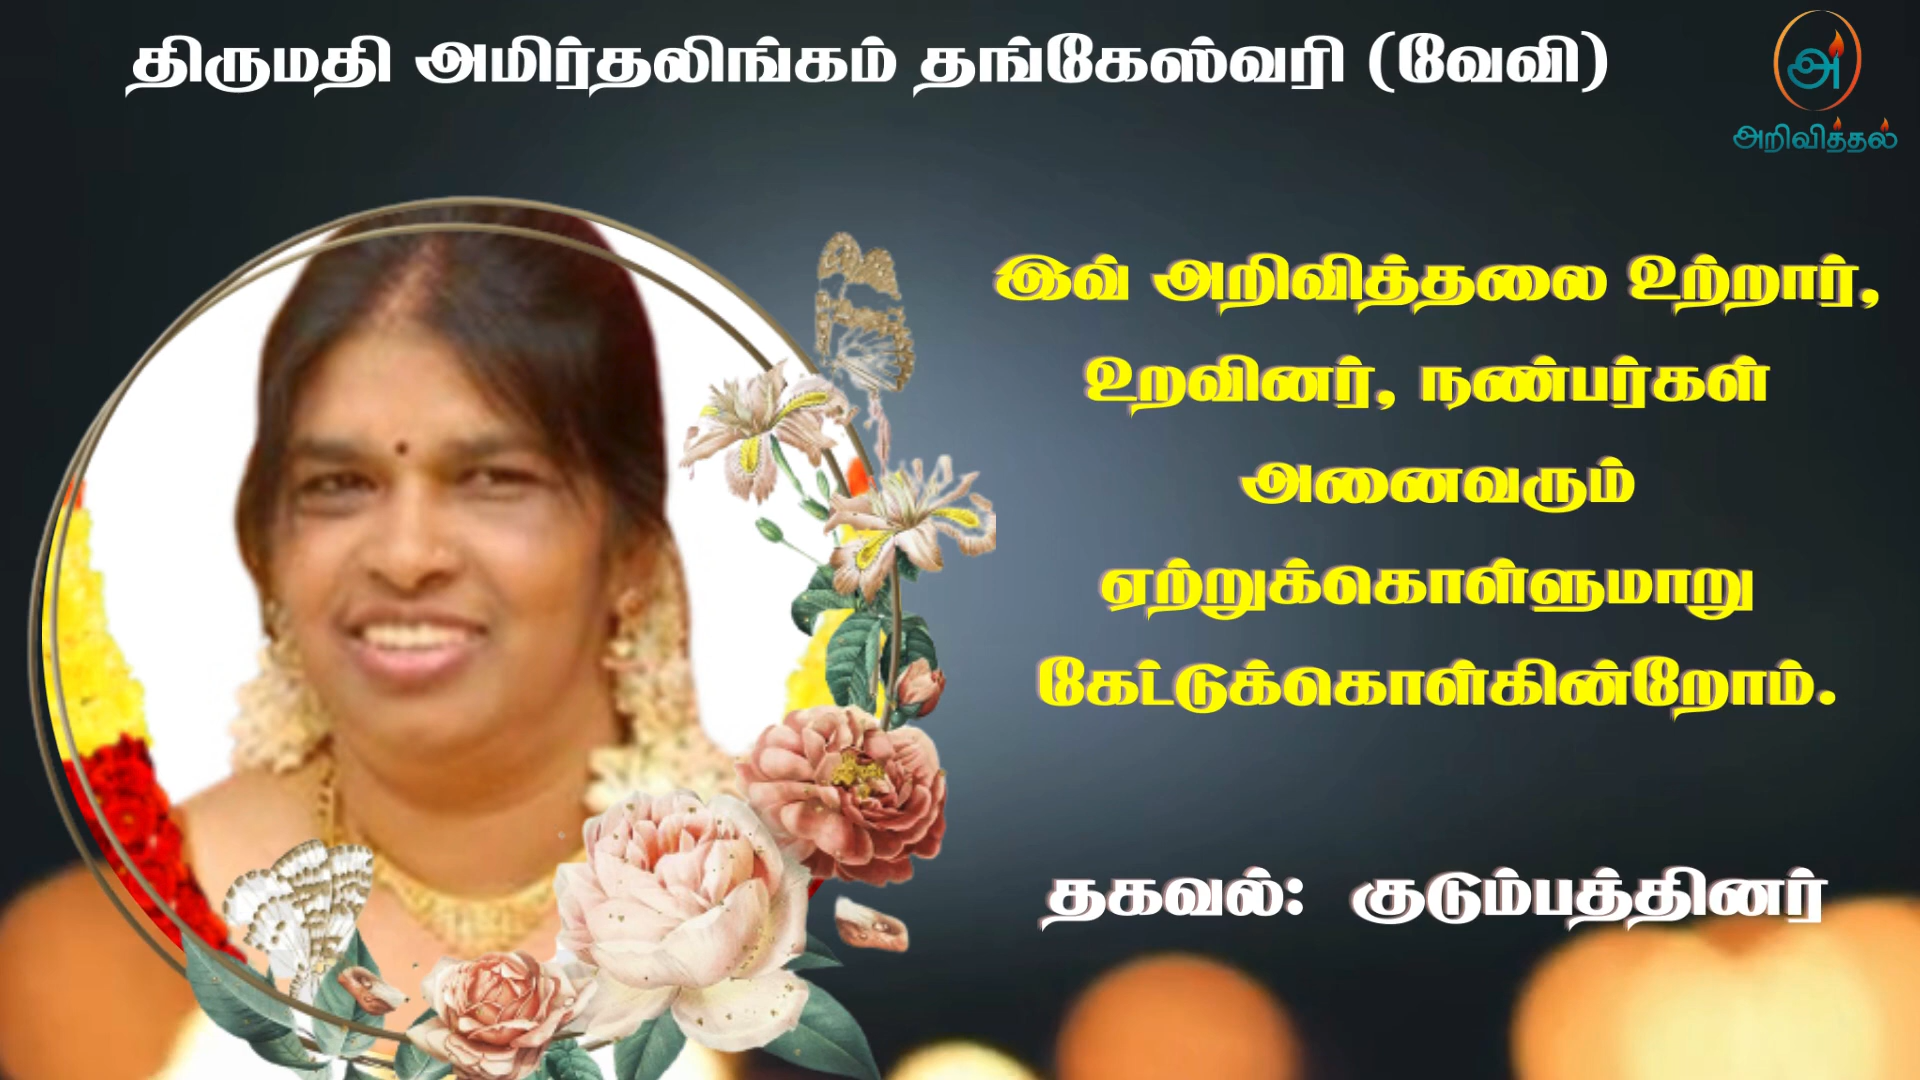 திருமதி அமிர்தலிங்கம் தங்கேஸ்வரி (வேவி)
அ
அறிவித்தல்
இவ் அறிவித்தலை உற்றார்,
உறவினர், நண்பர்கள்
அனைவரும்
ஏற்றுக்கொள்ளுமாறு
கேட்டுக்கொள்கின்றோம்.
தகவல்: குடும்பத்தினர்